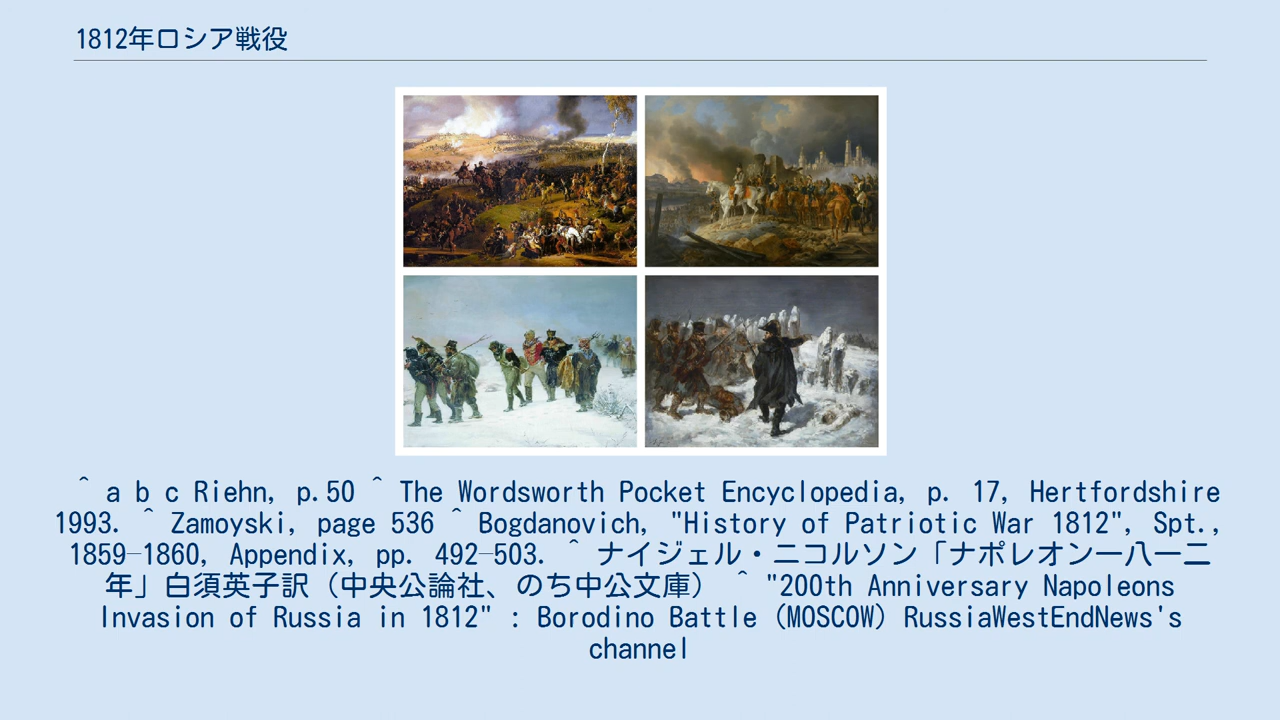 1812年ロシア戦役
^ a b c Riehn, p.50 ^ The Wordsworth Pocket Encyclopedia, p. 17, Hertfordshire
1993. ^ Zamoyski, page 536 ^ Bogdanovich, "History of Patriotic War 1812", Spt.,
1859–1860, Appendix, pp. 492–503. ^ ナイジェル・ニコルソン「ナポレオン一八一二
年」白須英子訳（中央公論社、のち中公文庫） ^ "200th Anniversary Napoleons
Invasion of Russia in 1812" : Borodino Battle (MOSCOW) RussiaWestEndNews's
channel